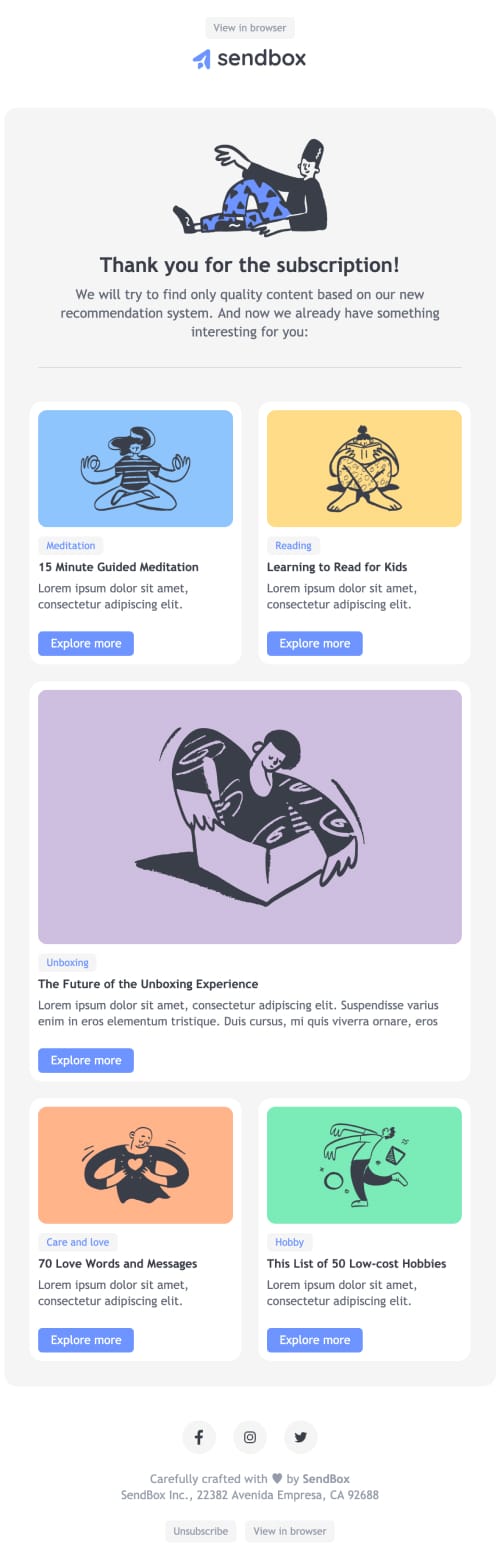 View in browser
sendbox
Thank you for the subscription!
We will try to find only quality content based on our new
recommendation system. And now we already have something
interesting for you:
Meditation
15 Minute Guided Meditation
Lorem ipsum dolor sit amet,
consectetur adipiscing elit.
Explore more
Reading
Learning to Read for Kids
Lorem ipsum dolor sit amet,
consectetur adipiscing elit.
Explore more
Unboxing
The Future of the Unboxing Experience
Lorem ipsum dolor sit amet, consectetur adipiscing elit. Suspendisse varius
enim in eros elementum tristique. Duis cursus, mi quis viverra ornare, eros
Explore more
Care and love
70 Love Words and Messages
Lorem ipsum dolor sit amet,
consectetur adipiscing elit.
Explore more
Hobby
This List of 50 Low-cost Hobbies
Lorem ipsum dolor sit amet,
consectetur adipiscing elit.
Explore more
Carefully crafted with ♥ by SendBox
SendBox Inc., 22382 Avenida Empresa, CA 92688
Unsubscribe
View in browser